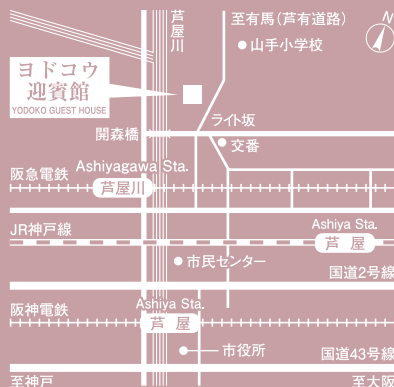 芦屋川
至有馬（芦有道路）
N
山手小学校
ヨドコウ
迎賓館
YODOKO GUEST HOUSE
ライト坂
開森橋
交番
Ashiyagawa Sta.
阪急電鉄
芦屋川
JR神戸線
Ashiya Sta.
芦 屋
市民センター
国道2号線
阪神電鉄
Ashiya Sta.
芦 屋
市役所
国道43号線
至神戸
至大阪